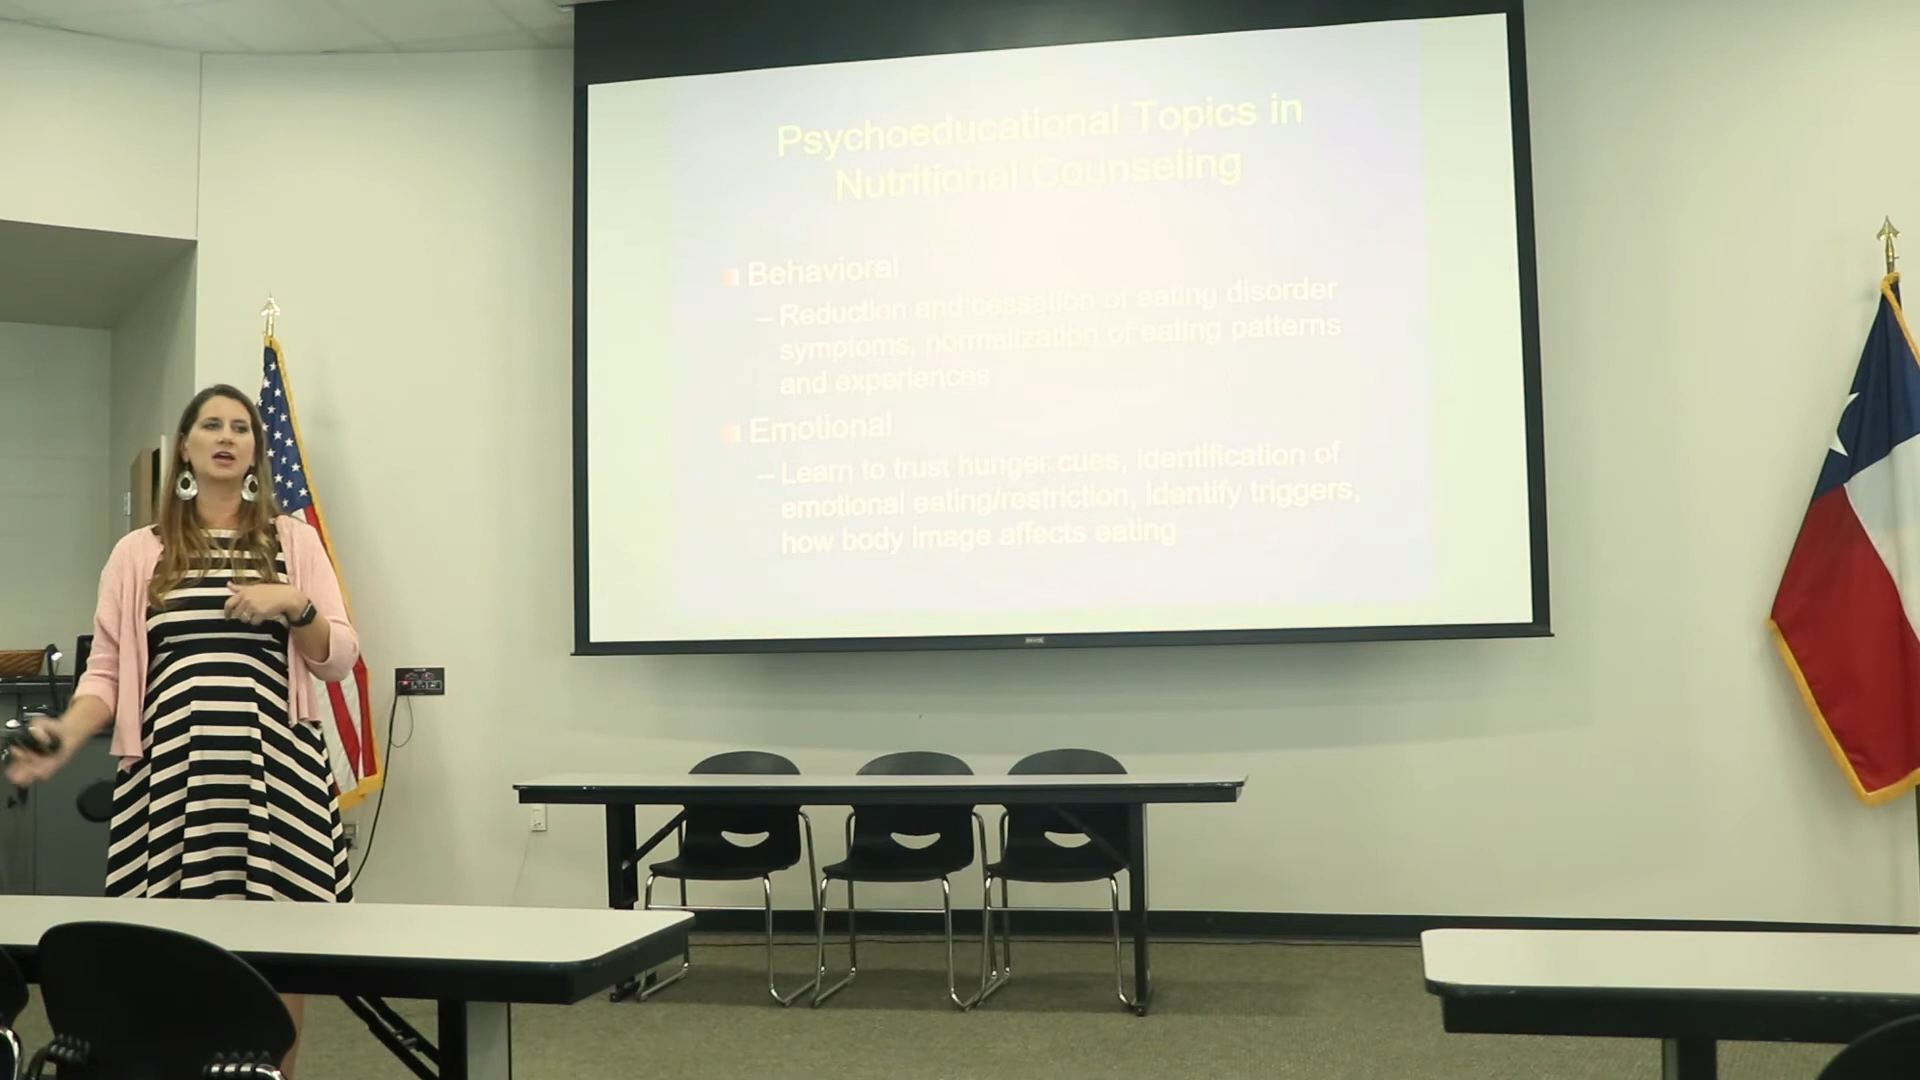 Psychoeducational Topics in
Nutritional Counseling
Behavioral
– Reduction and cessation of eating disorder
symptoms, normalization of eating patterns
and experiences
Emotional
– Learn to trust hunger cues, identification of
emotional eating/restriction, identify triggers,
how body image affects eating